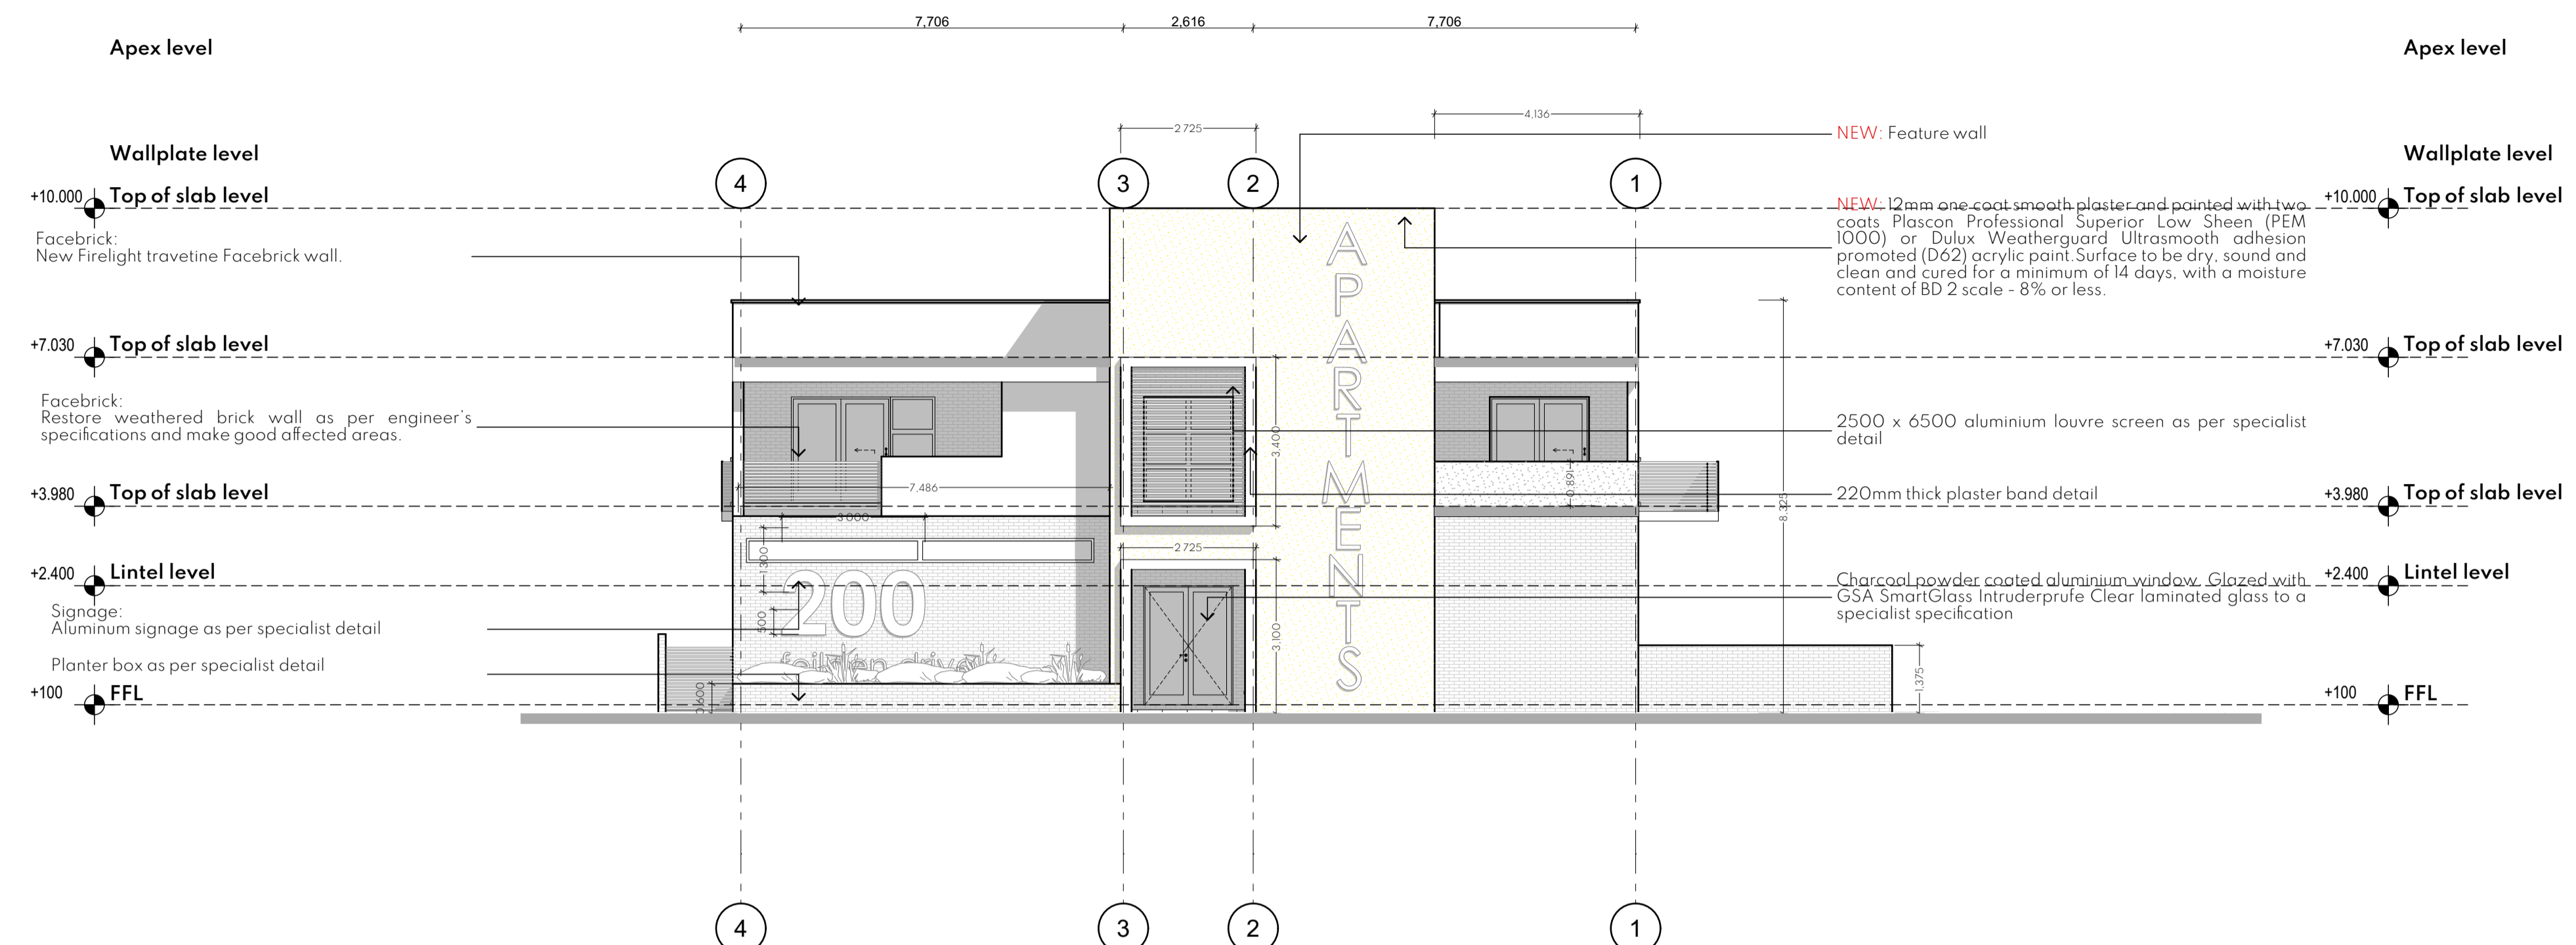 7,706 2,616 7,706
Apex level
Apex level
4,136
2 725
NEW: Feature wall
Wallplate level
Wallplate level
4 3 2 1
+10.000 Top of slab level
+10.000 Top of slab level
NEW: 12mm one coat smooth plaster and painted with two
coats Plascon Professional Superior Low Sheen (PEM
1000) or Dulux Weatherguard Ultrasmooth adhesion
promoted (D62) acrylic paint.Surface to be dry, sound and
clean and cured for a minimum of 14 days, with a moisture
content of BD 2 scale - 8% or less.
Facebrick:
New Firelight travetine Facebrick wall.
APARTMENTS
+7.030 Top of slab level
+7.030 Top of slab level
Facebrick:
Restore weathered brick wall as per engineer's
specifications and make good affected areas.
2500 x 6500 aluminium louvre screen as per specialist
detail
3,400
7,486
0,891
8,325
+3.980 Top of slab level
+3.980 Top of slab level
220mm thick plaster band detail
3 000
2 725
1300
+2.400 Lintel level
+2.400 Lintel level
Charcoal powder coated aluminium window. Glazed with
GSA SmartGlass Intruderprufe Clear laminated glass to a
specialist specification
200
500
Signage:
Aluminum signage as per specialist detail
3,100
Planter box as per specialist detail
+100 FFL
+100 FFL
0,600
1,375
4 3 2 1